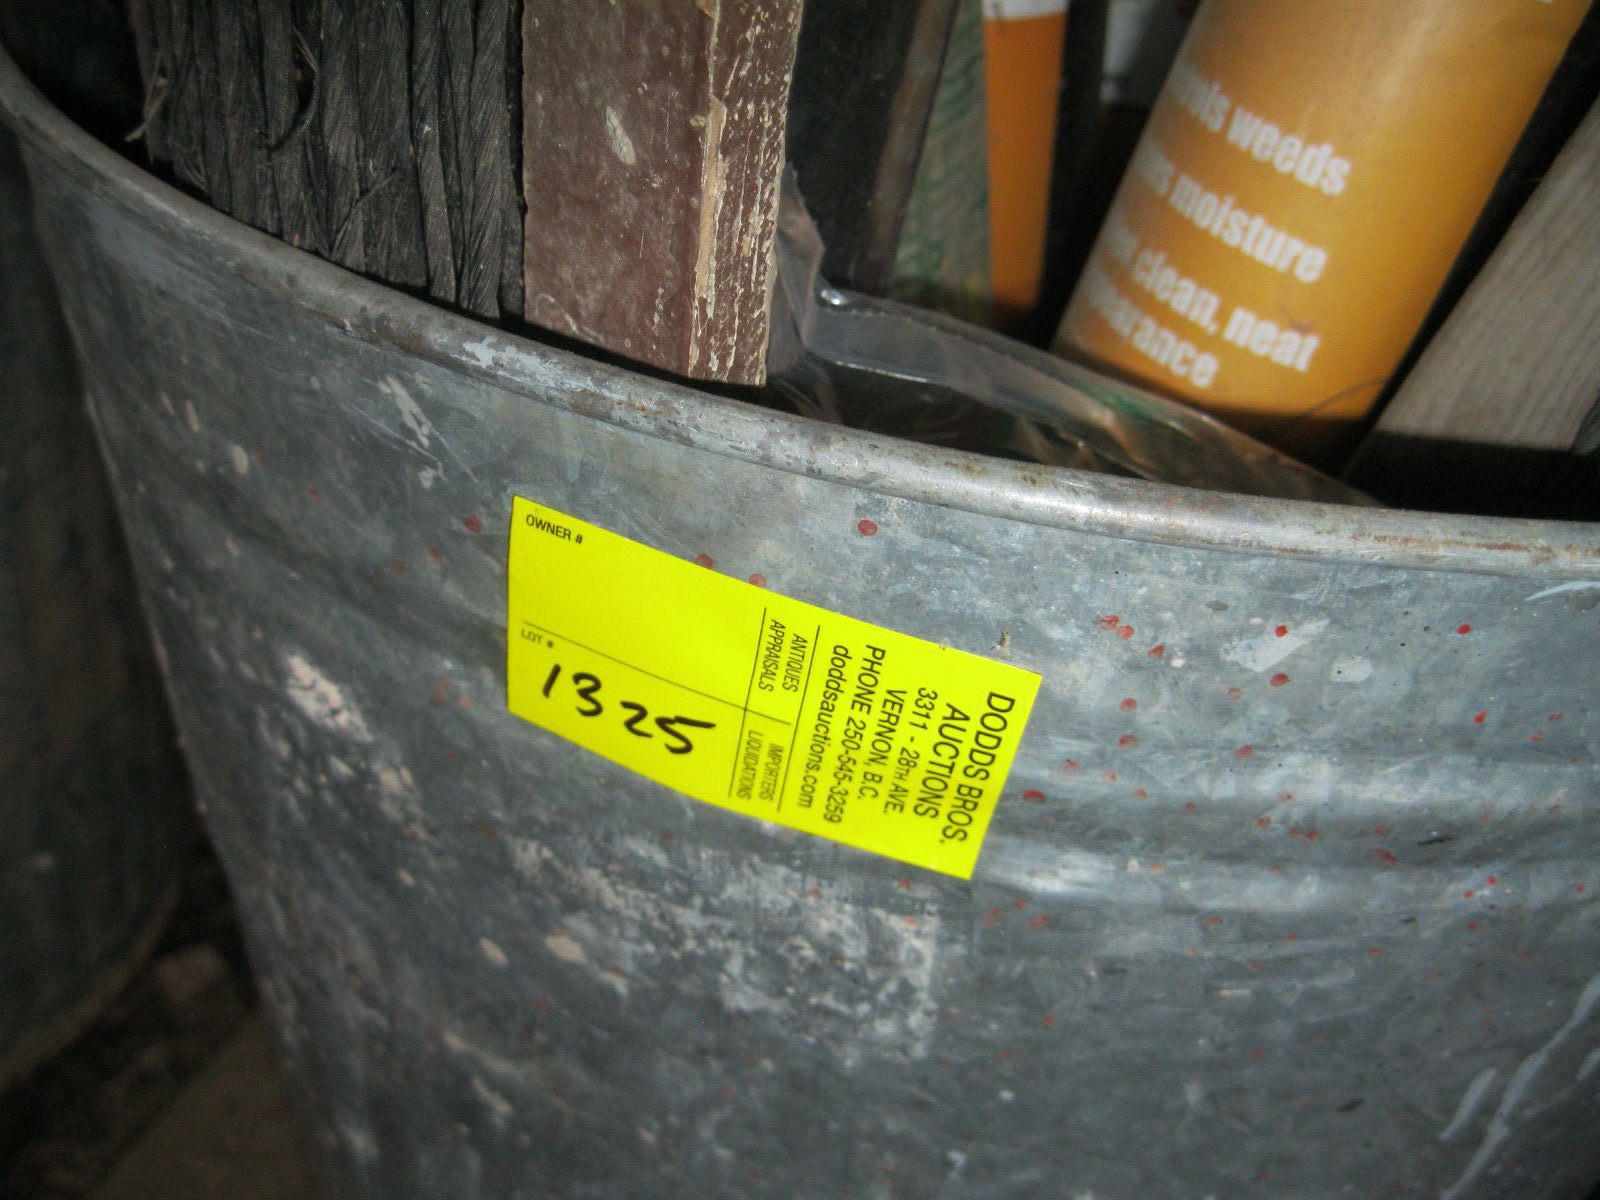 weeds
moisture
clean, neat
OWNER #
LOT #
1325
ANTIQUES
APPRAISALS
IMPORTERS
LIQUIDATIONS
DODDS BROS.
AUCTIONS
3311 - 28TH AVE.
VERNON, B.C.
PHONE 250-545-3259
doddsauctions.com